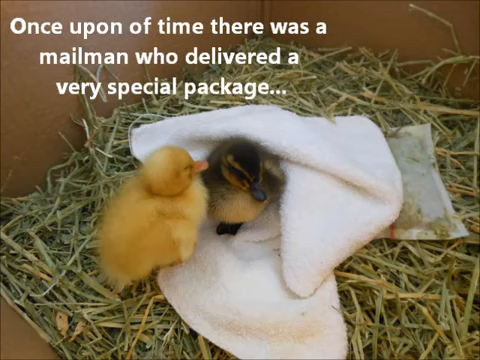 Once upon of time there was a
mailman who delivered a
very special package...